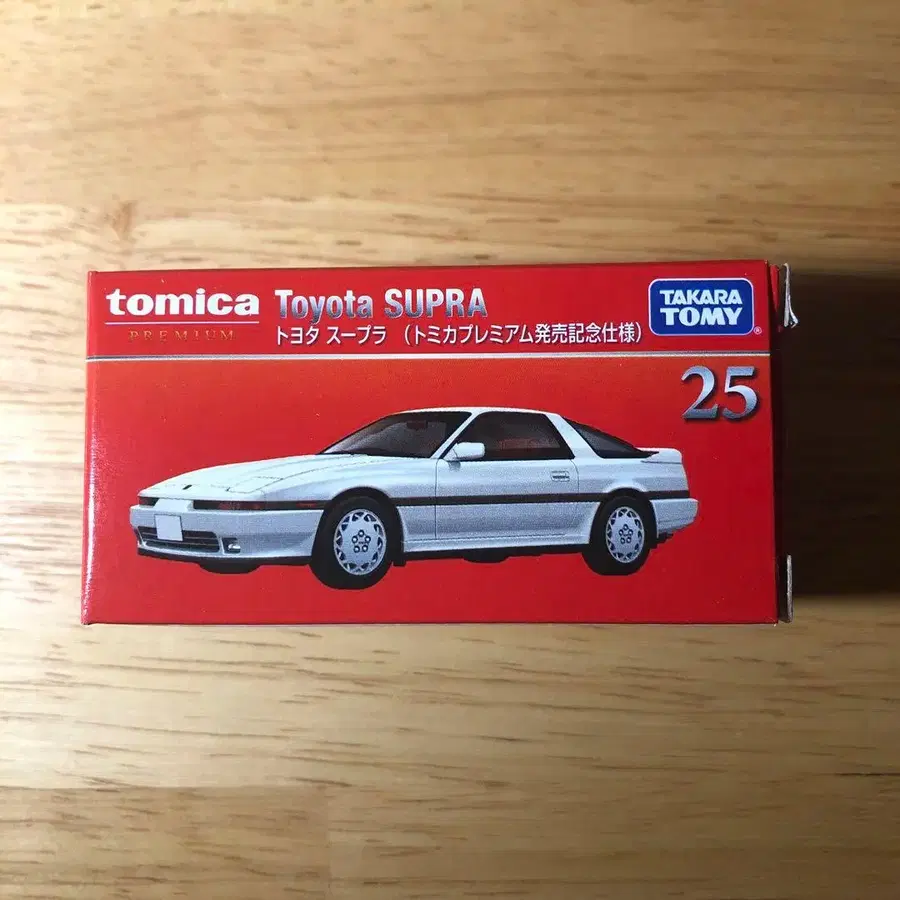 tomica
PREMIUM
Toyota SUPRA
トヨタ スープラ （トミカプレミアム発売記念仕様）
TAKARA
TOMY®
25